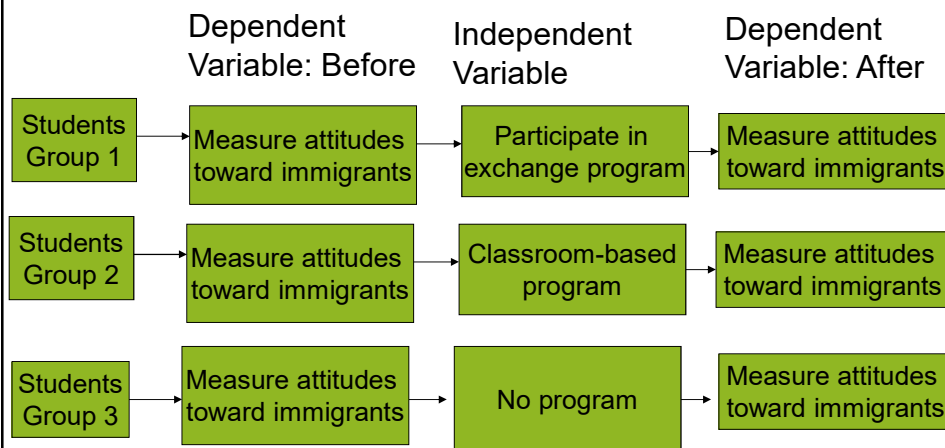 Dependent
Variable: Before
Independent
Variable
Dependent
Variable: After
Students
Group 1
Measure attitudes
toward immigrants
Participate in
exchange program
Measure attitudes
toward immigrants
Students
Group 2
Measure attitudes
toward immigrants
Classroom-based
program
Measure attitudes
toward immigrants
Students
Group 3
Measure attitudes
toward immigrants
No program
Measure attitudes
toward immigrants